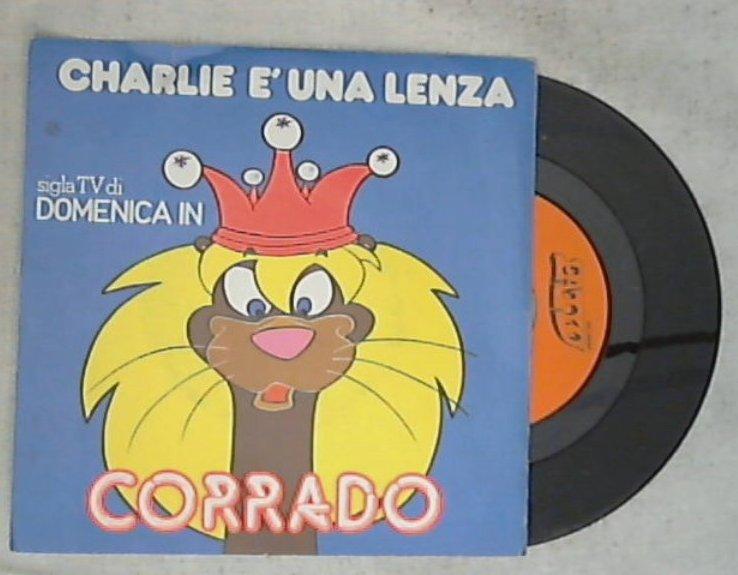 CHARLIE E' UNA LENZA
sigla TV di
DOMENICA IN
CORRADO